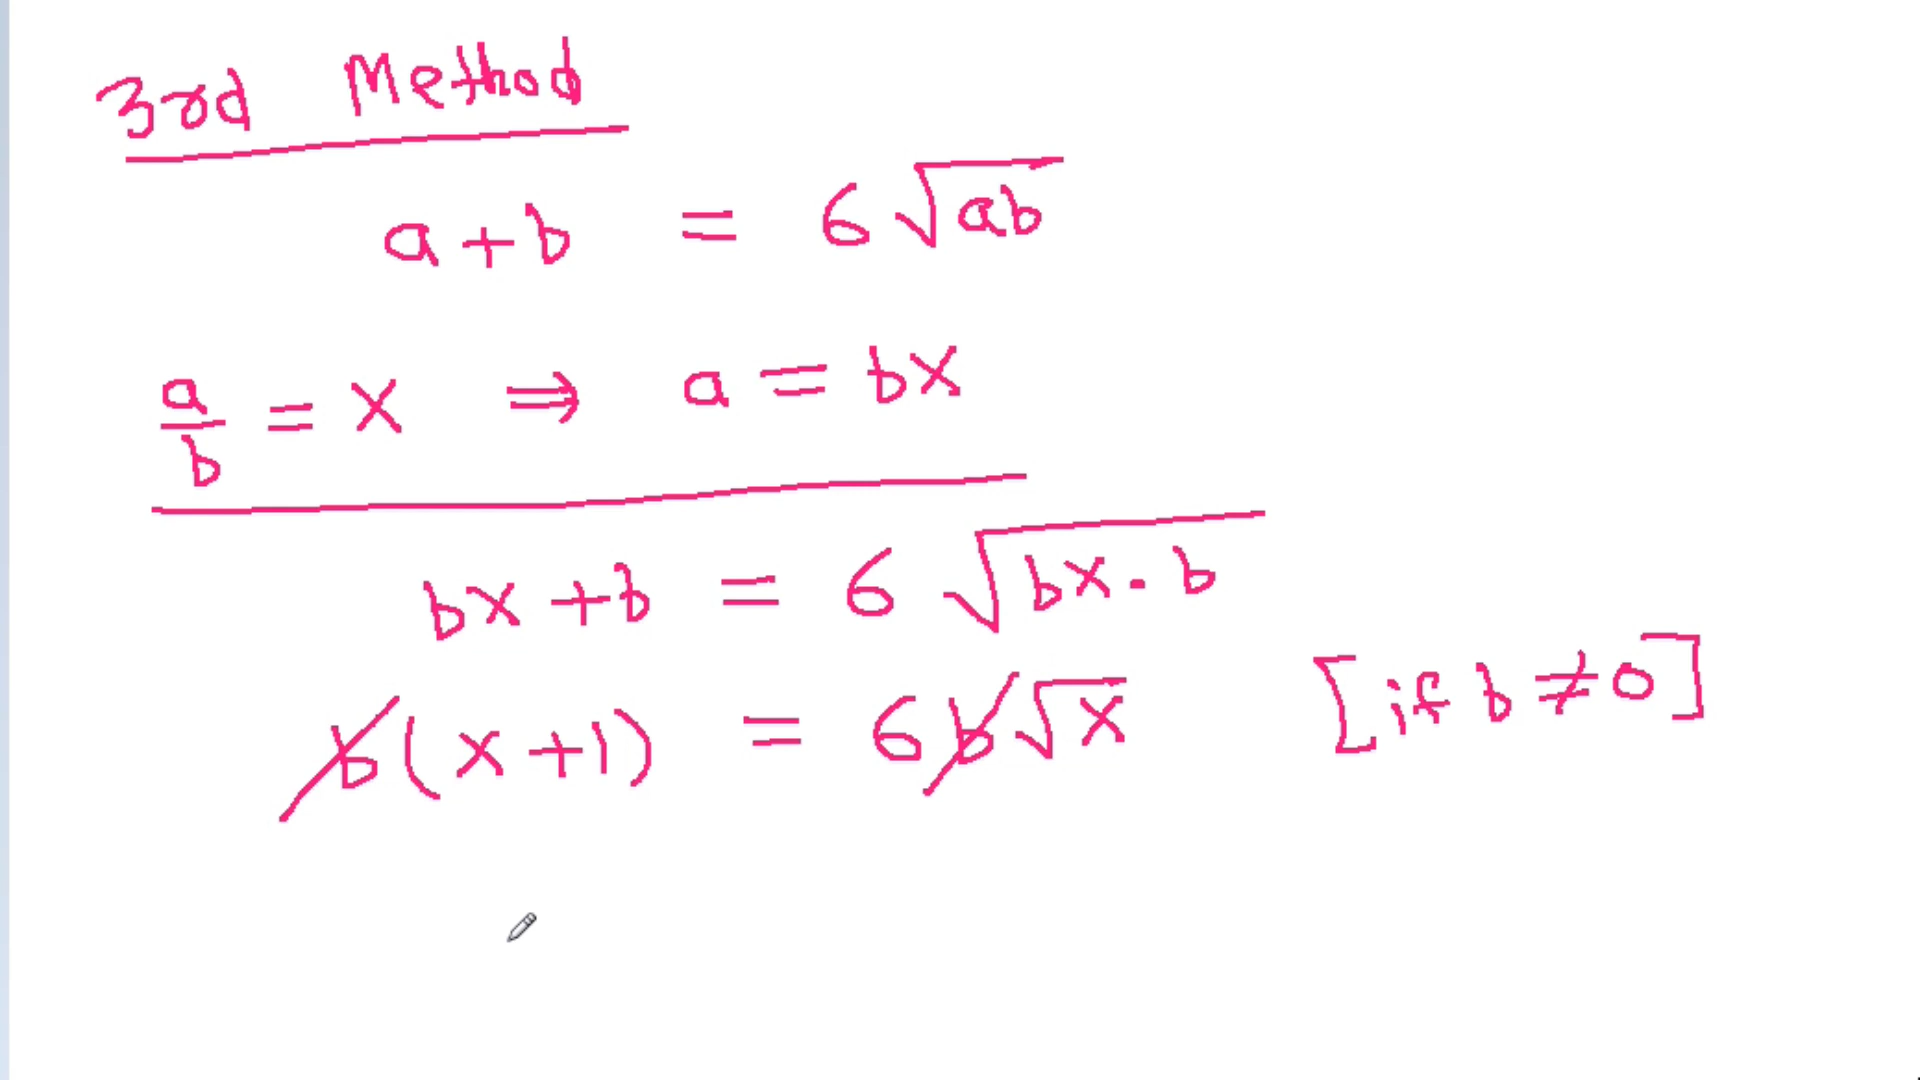 3rd Method
a + b = 6√ab
a/b = x ⇒ a = bx
bx + b = 6√bx · b
b(x + 1) = 6b√x [if b ≠ 0]